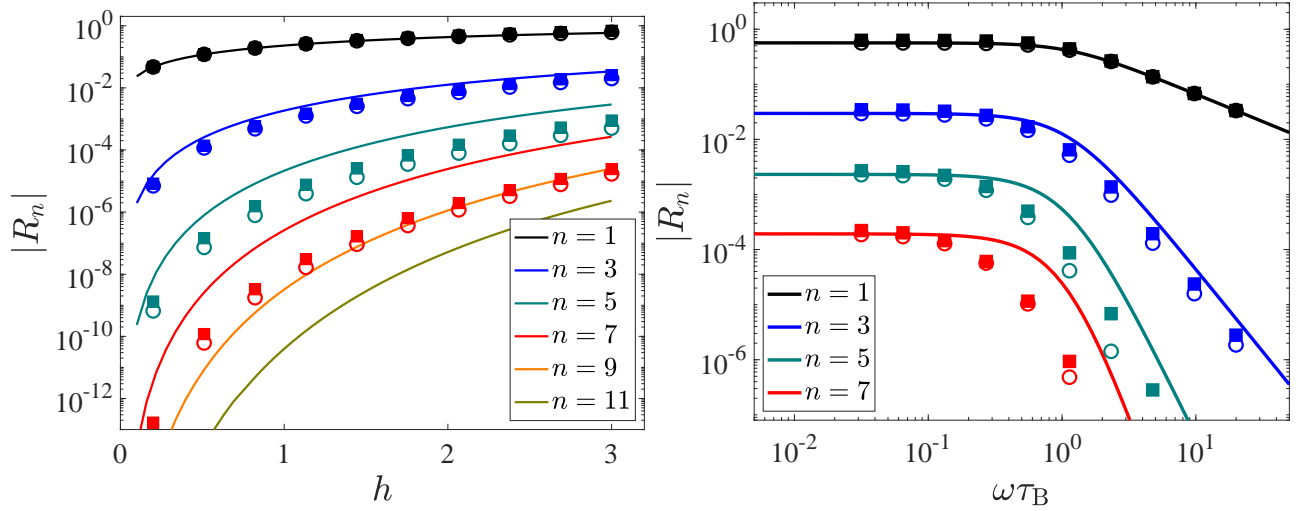 |R_n|
10^0
10^{-2}
10^{-4}
10^{-6}
10^{-8}
10^{-10}
10^{-12}
0
1
2
3
h
n = 1
n = 3
n = 5
n = 7
n = 9
n = 11
|R_n|
10^0
10^{-2}
10^{-4}
10^{-6}
10^{-2}
10^{-1}
10^0
10^1
ωτ_B
n = 1
n = 3
n = 5
n = 7